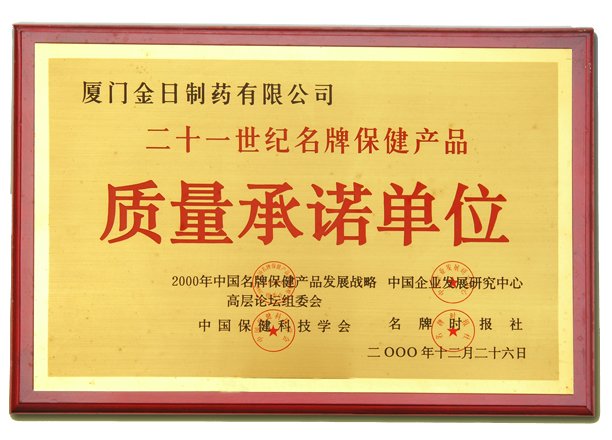 厦门金日制药有限公司
二十一世纪名牌保健产品
质量承诺单位
2000年中国名牌保健产品发展战略 中国企业发展研究中心
高层论坛组委会
中国保健科技学会 名牌时报社
二OOO年十二月二十六日